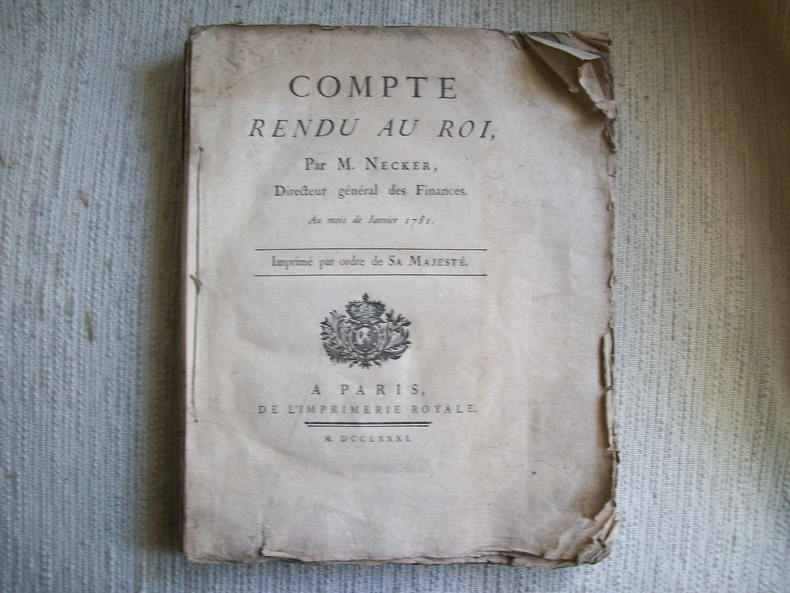 COMPTE
RENDU AU ROI,
Par M. NECKER,
Directeur général des Finances.
Au mois de Janvier 1781.
Imprimé par ordre de SA MAJESTÉ.
A PARIS,
DE L'IMPRIMERIE ROYALE.
M. DCCLXXXI.